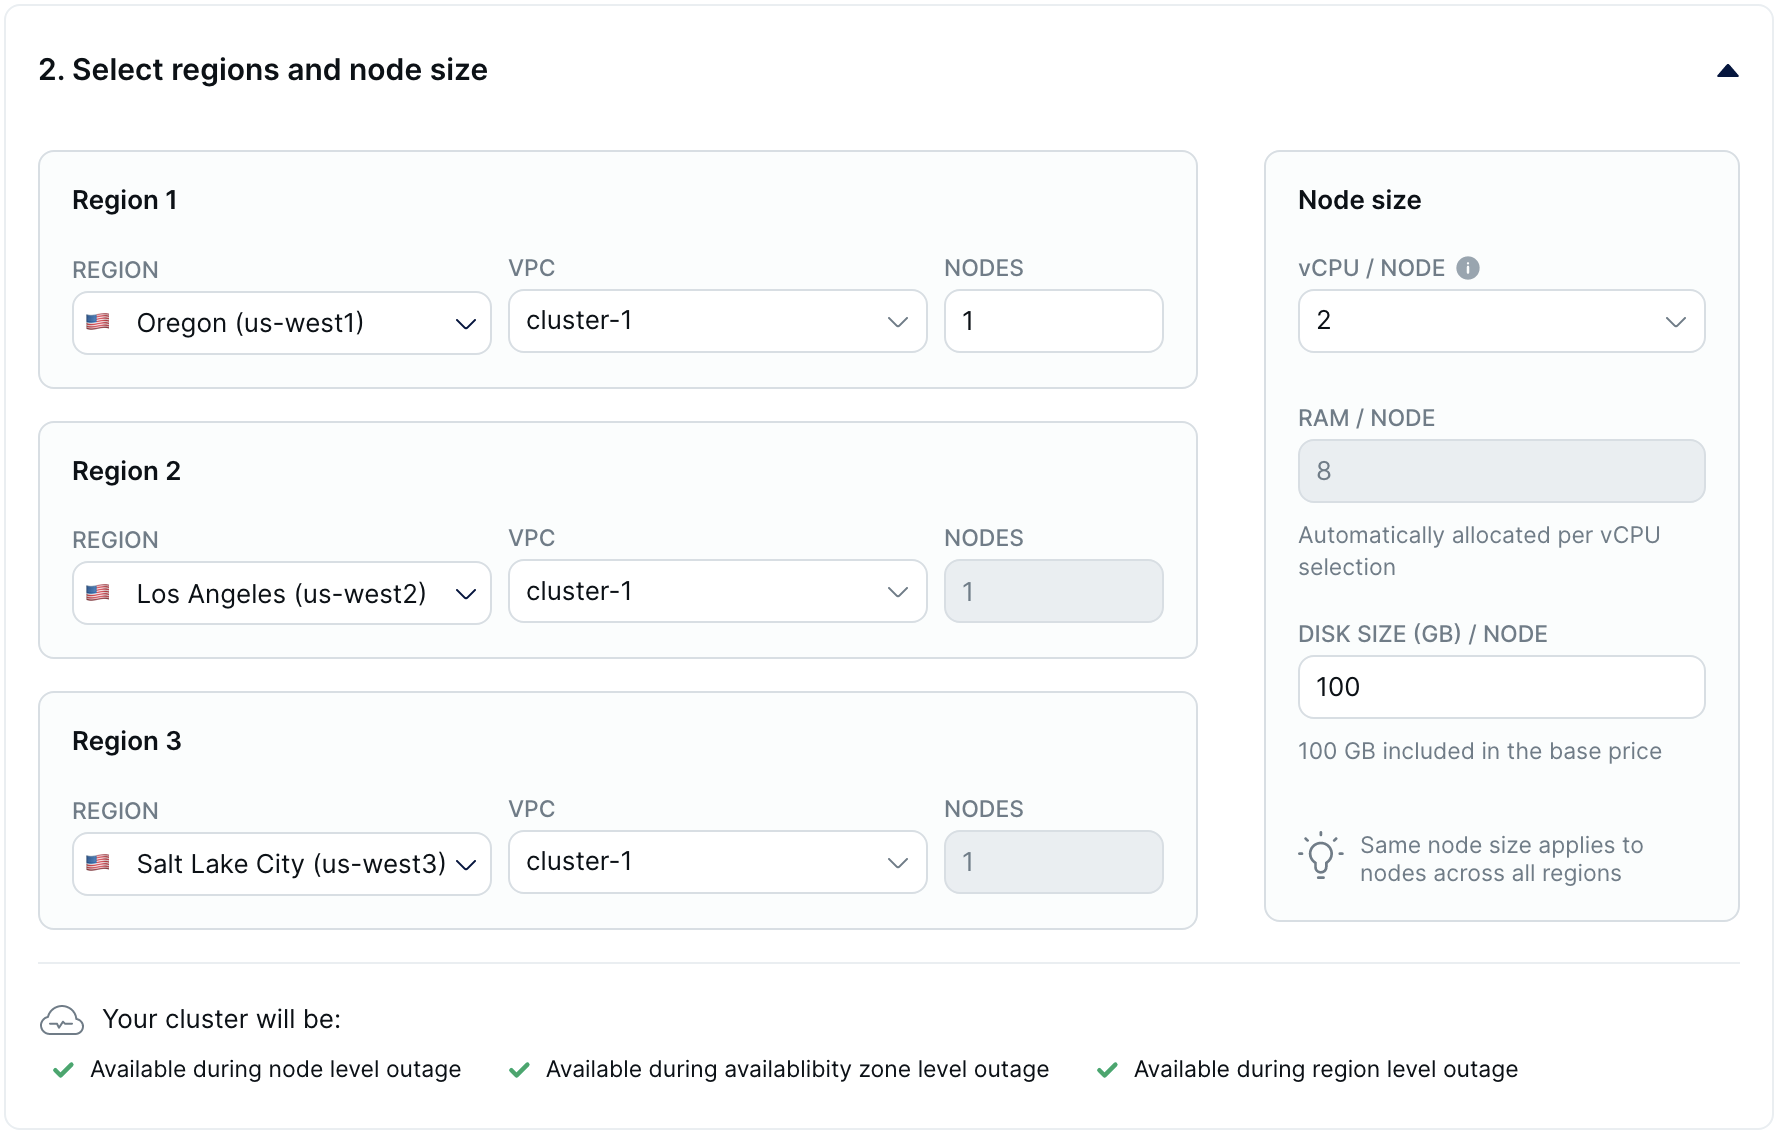 2. Select regions and node size
Region 1
REGION
VPC
NODES
Oregon (us-west1)
cluster-1
1
Region 2
REGION
VPC
NODES
Los Angeles (us-west2)
cluster-1
1
Region 3
REGION
VPC
NODES
Salt Lake City (us-west3)
cluster-1
1
Node size
vCPU / NODE
2
RAM / NODE
8
Automatically allocated per vCPU
selection
DISK SIZE (GB) / NODE
100
100 GB included in the base price
Same node size applies to
nodes across all regions
Your cluster will be:
Available during node level outage
Available during availablibity zone level outage
Available during region level outage